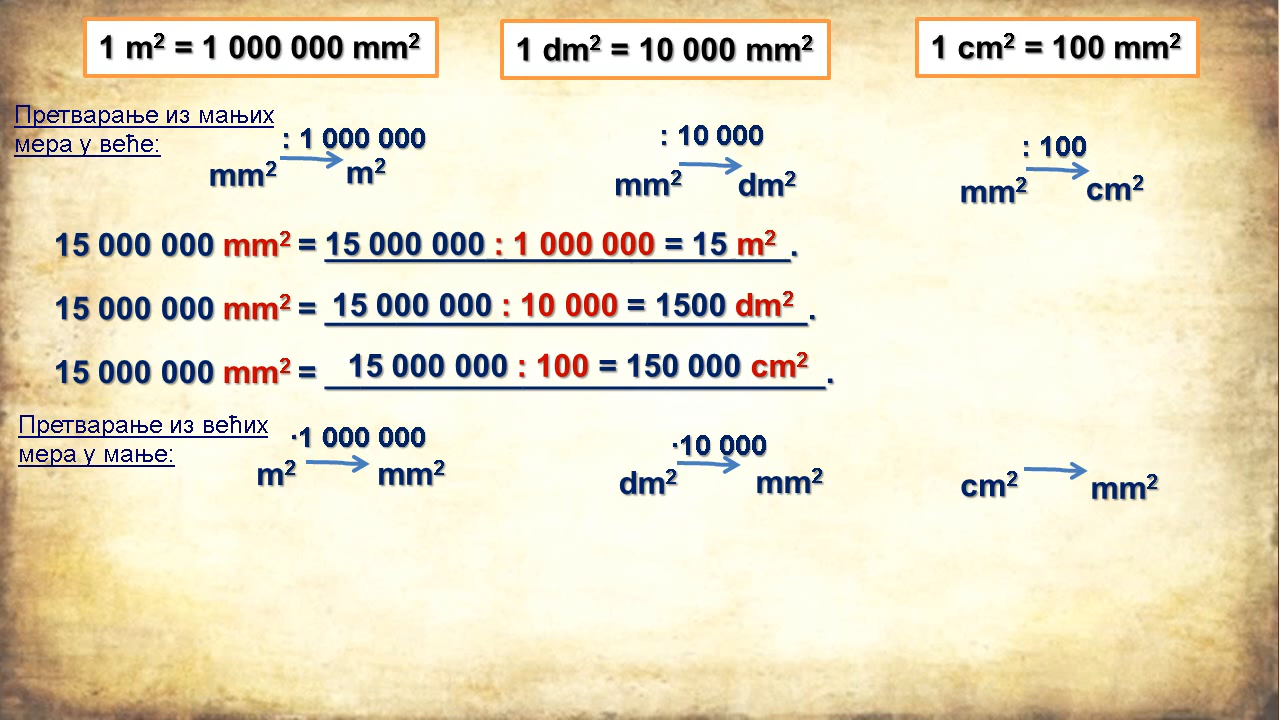 1 m² = 1 000 000 mm²
1 dm² = 10 000 mm²
1 cm² = 100 mm²
Претварање из мањих
мера у веће:
: 1 000 000
mm² m²
: 10 000
mm² dm²
: 100
mm² cm²
15 000 000 mm² = 15 000 000 : 1 000 000 = 15 m².
15 000 000 mm² = 15 000 000 : 10 000 = 1500 dm².
15 000 000 mm² = 15 000 000 : 100 = 150 000 cm².
Претварање из већих
мера у мање:
·1 000 000
m² mm²
·10 000
dm² mm²
cm² mm²